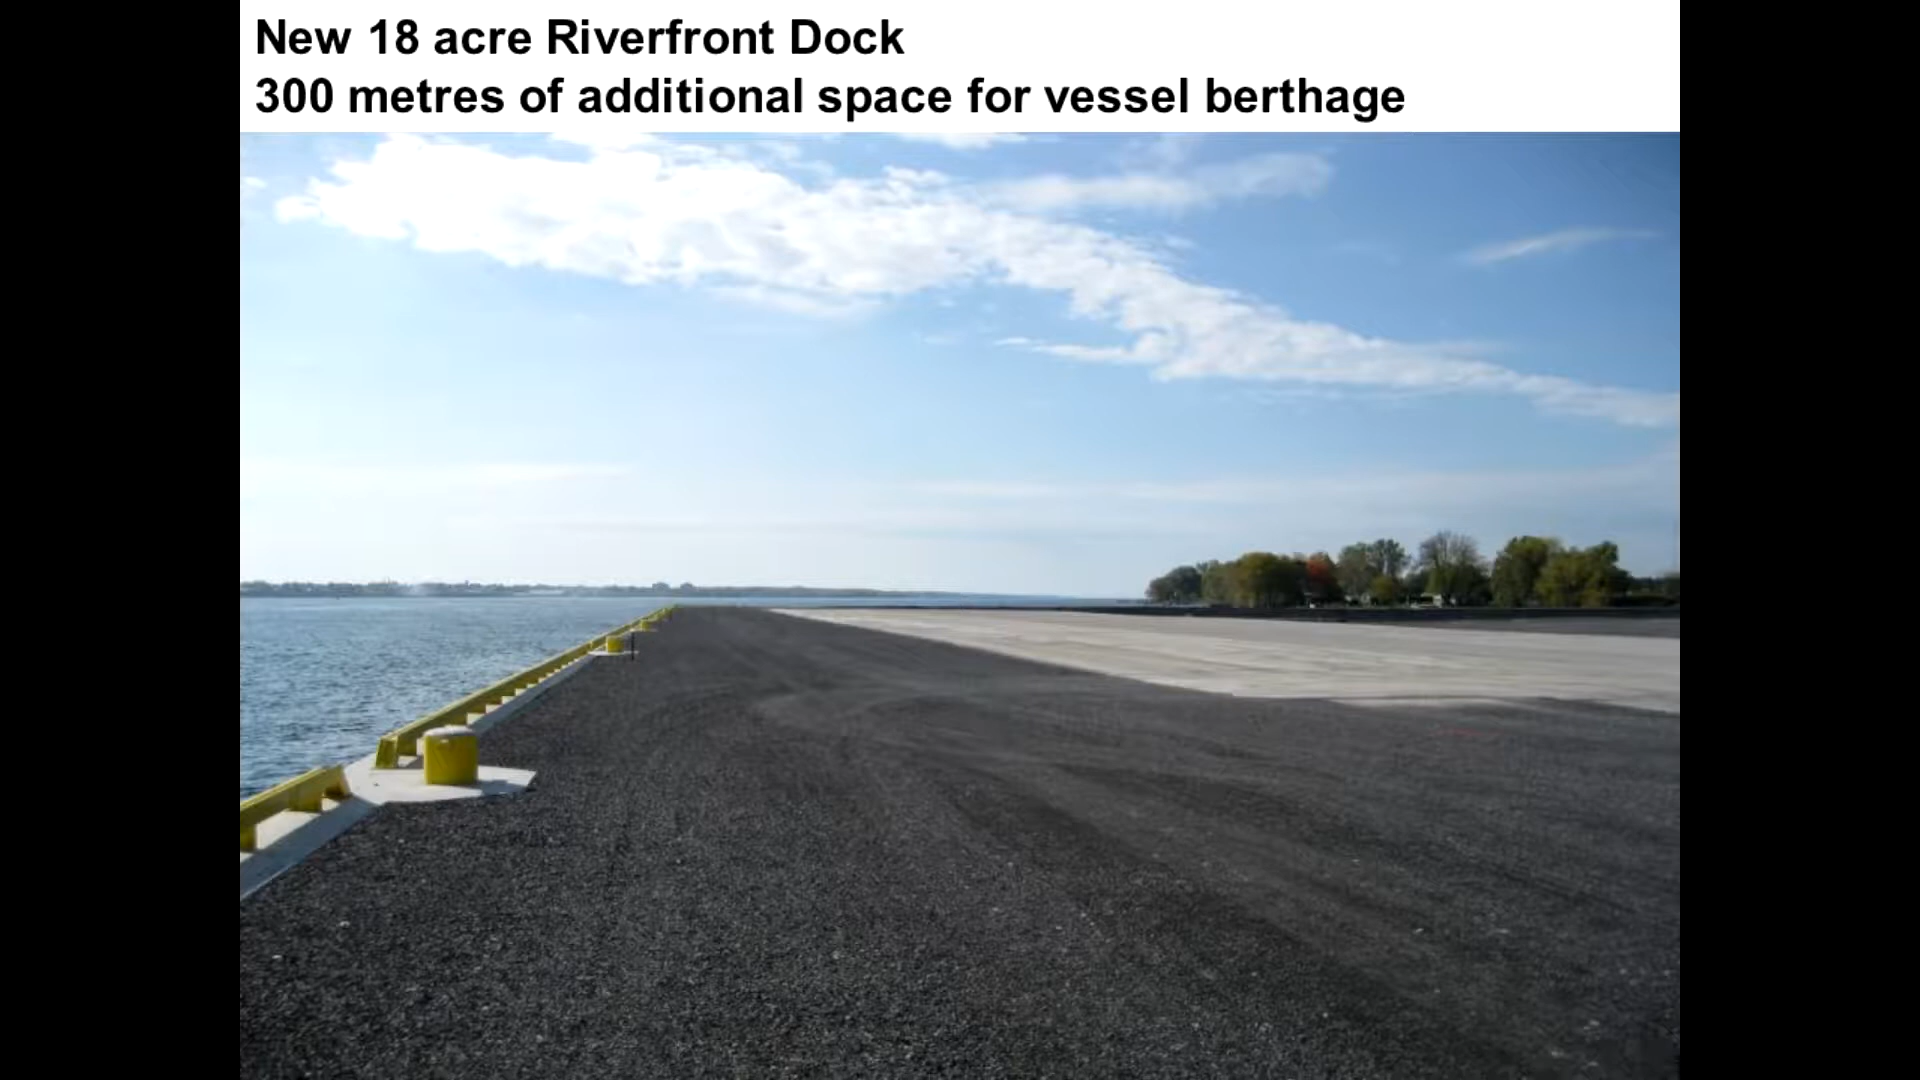 New 18 acre Riverfront Dock
300 metres of additional space for vessel berthage